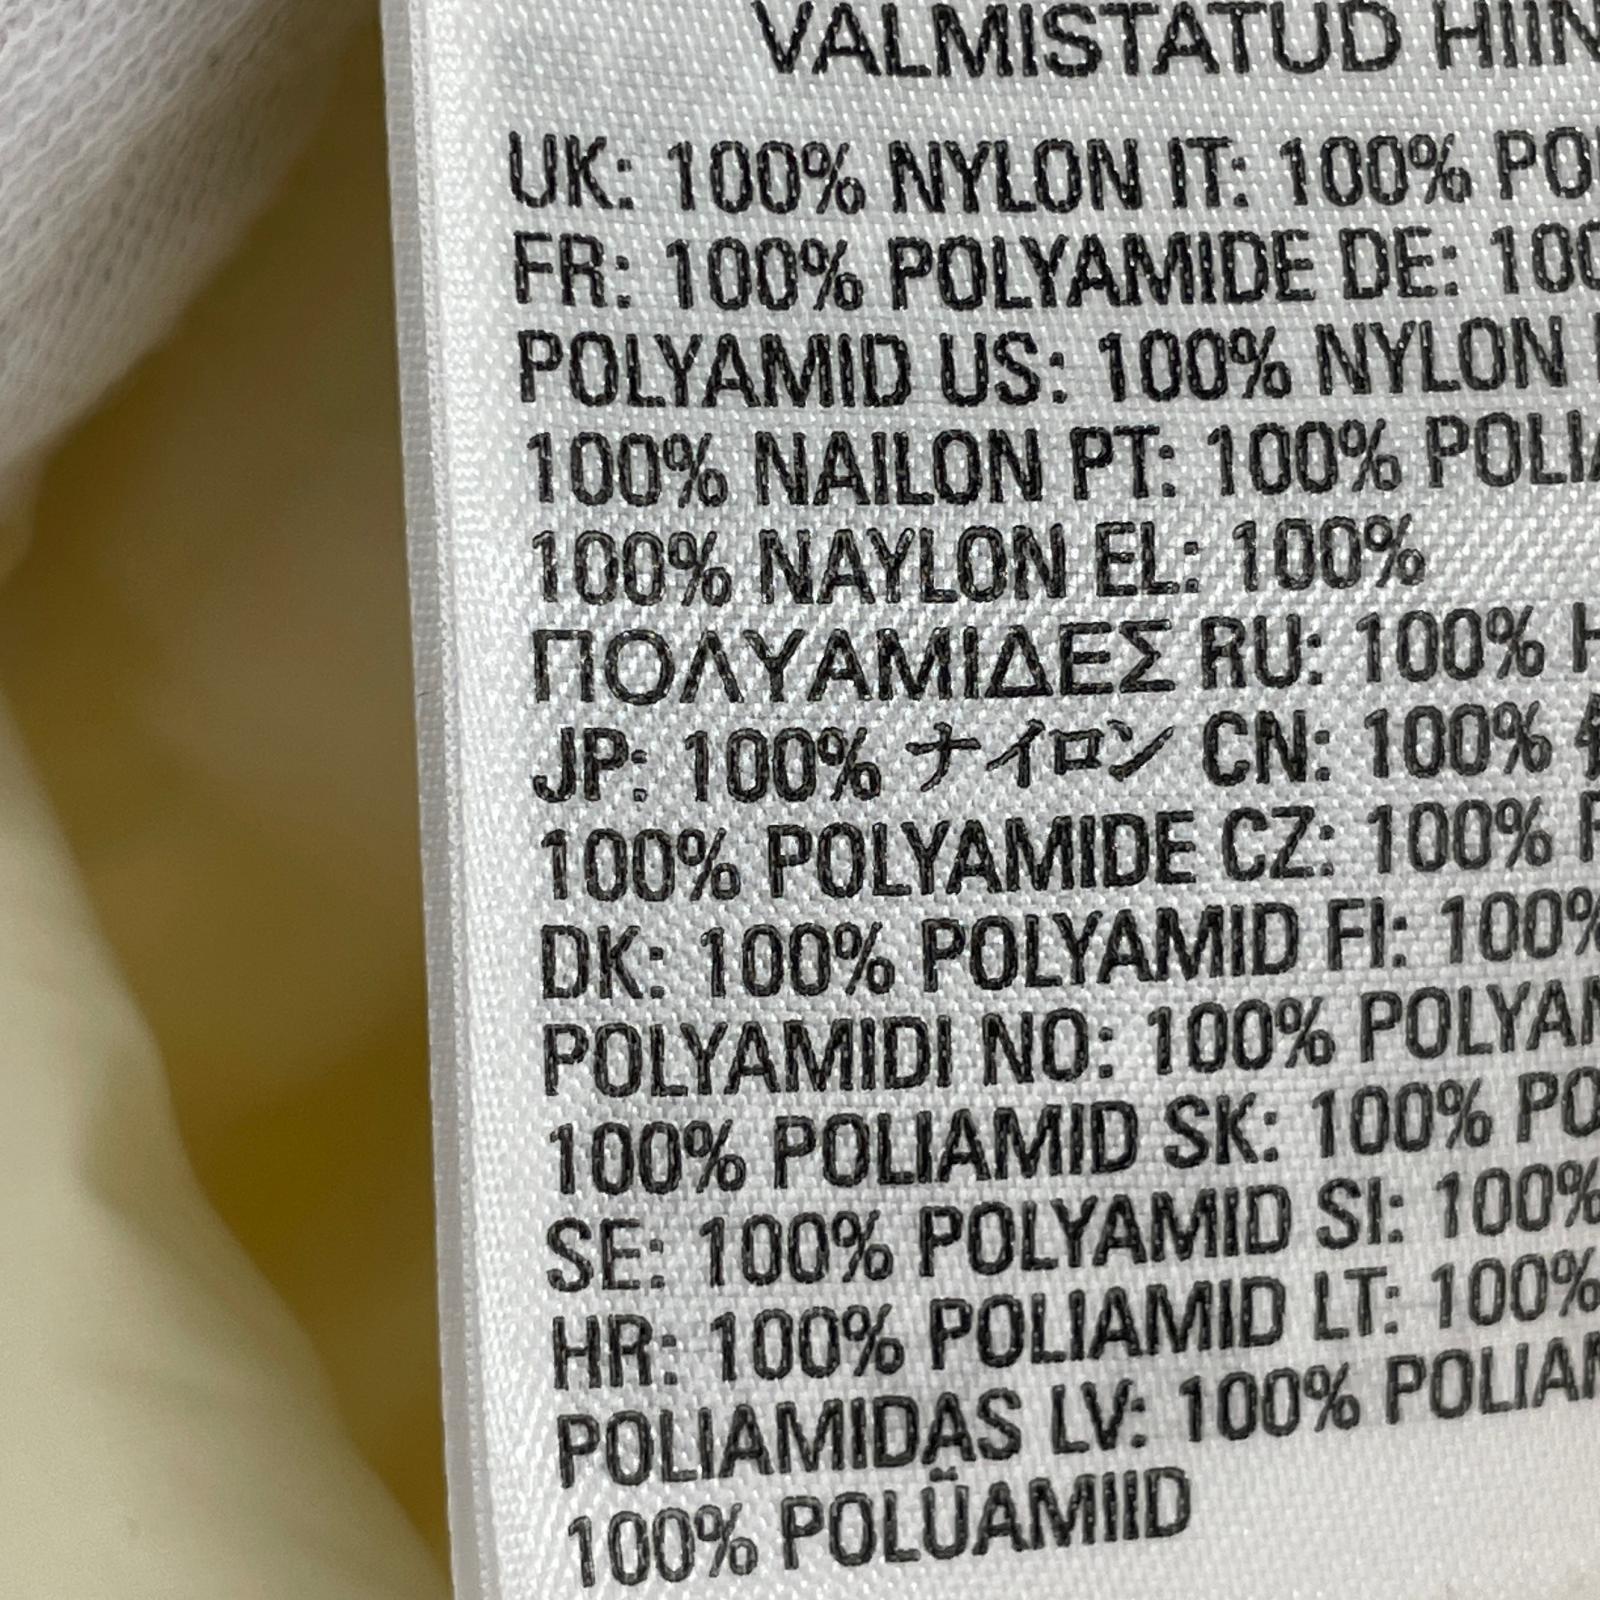 VALMISTATUD HIIN
UK: 100% NYLON IT: 100% PO
FR: 100% POLYAMIDE DE: 100
POLYAMID US: 100% NYLON
100% NAILON PT: 100% POLIA
100% NAYLON EL: 100%
ΠΟΛΥΑΜΙΔΕΣ RU: 100% Н
JP: 100% ナイロン CN: 100%
100% POLYAMIDE CZ: 100% P
DK: 100% POLYAMID FI: 100%
POLYAMIDI NO: 100% POLYAM
100% POLIAMID SK: 100% PO
SE: 100% POLYAMID SI: 100%
HR: 100% POLIAMID LT: 100%
POLIAMIDAS LV: 100% POLIAM
100% POLÜAMIID